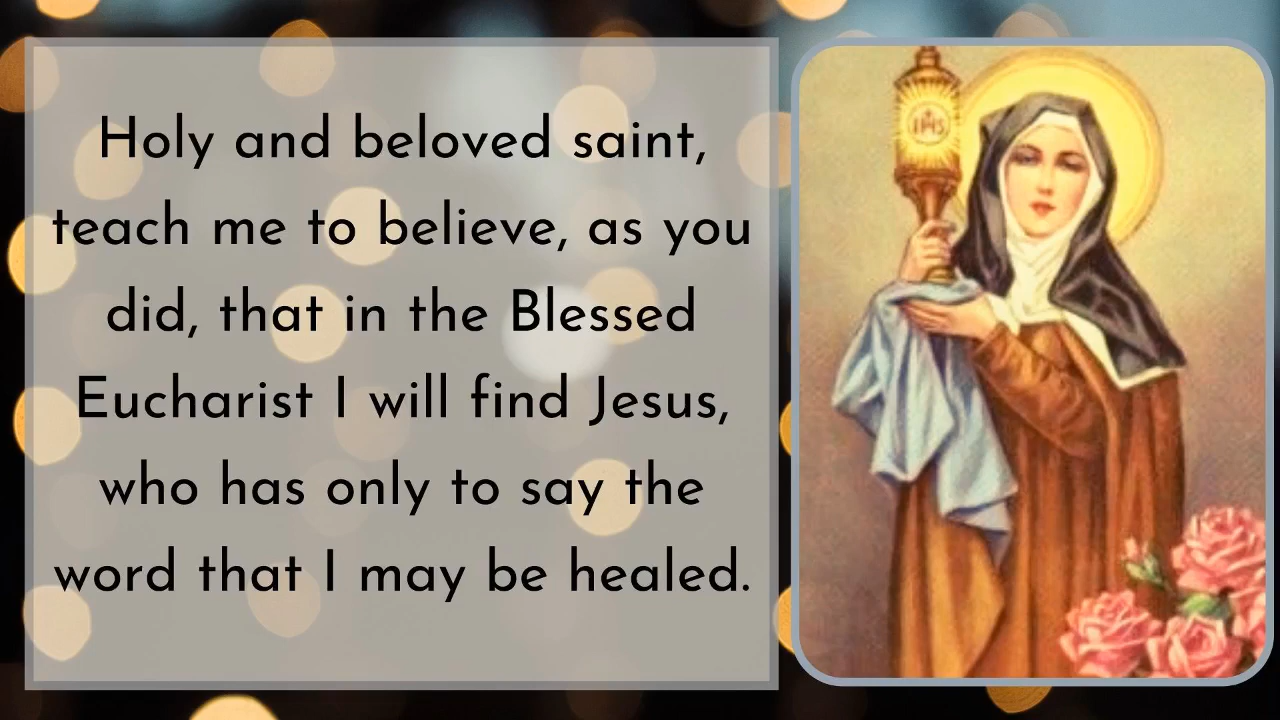 Holy and beloved saint,
teach me to believe, as you
did, that in the Blessed
Eucharist I will find Jesus,
who has only to say the
word that I may be healed.
IHS